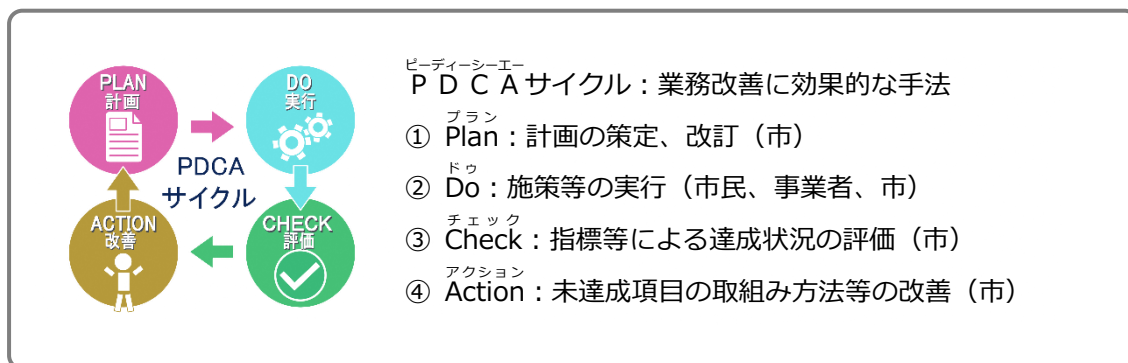 PLAN
計画
DO
実行
PDCA
サイクル
ACTION
改善
CHECK
評価
ピーディーシーエー
ＰＤＣＡサイクル：業務改善に効果的な手法
プラン
① Plan：計画の策定、改訂（市）
ドゥ
② Do：施策等の実行（市民、事業者、市）
チェック
③ Check：指標等による達成状況の評価（市）
アクション
④ Action：未達成項目の取組み方法等の改善（市）